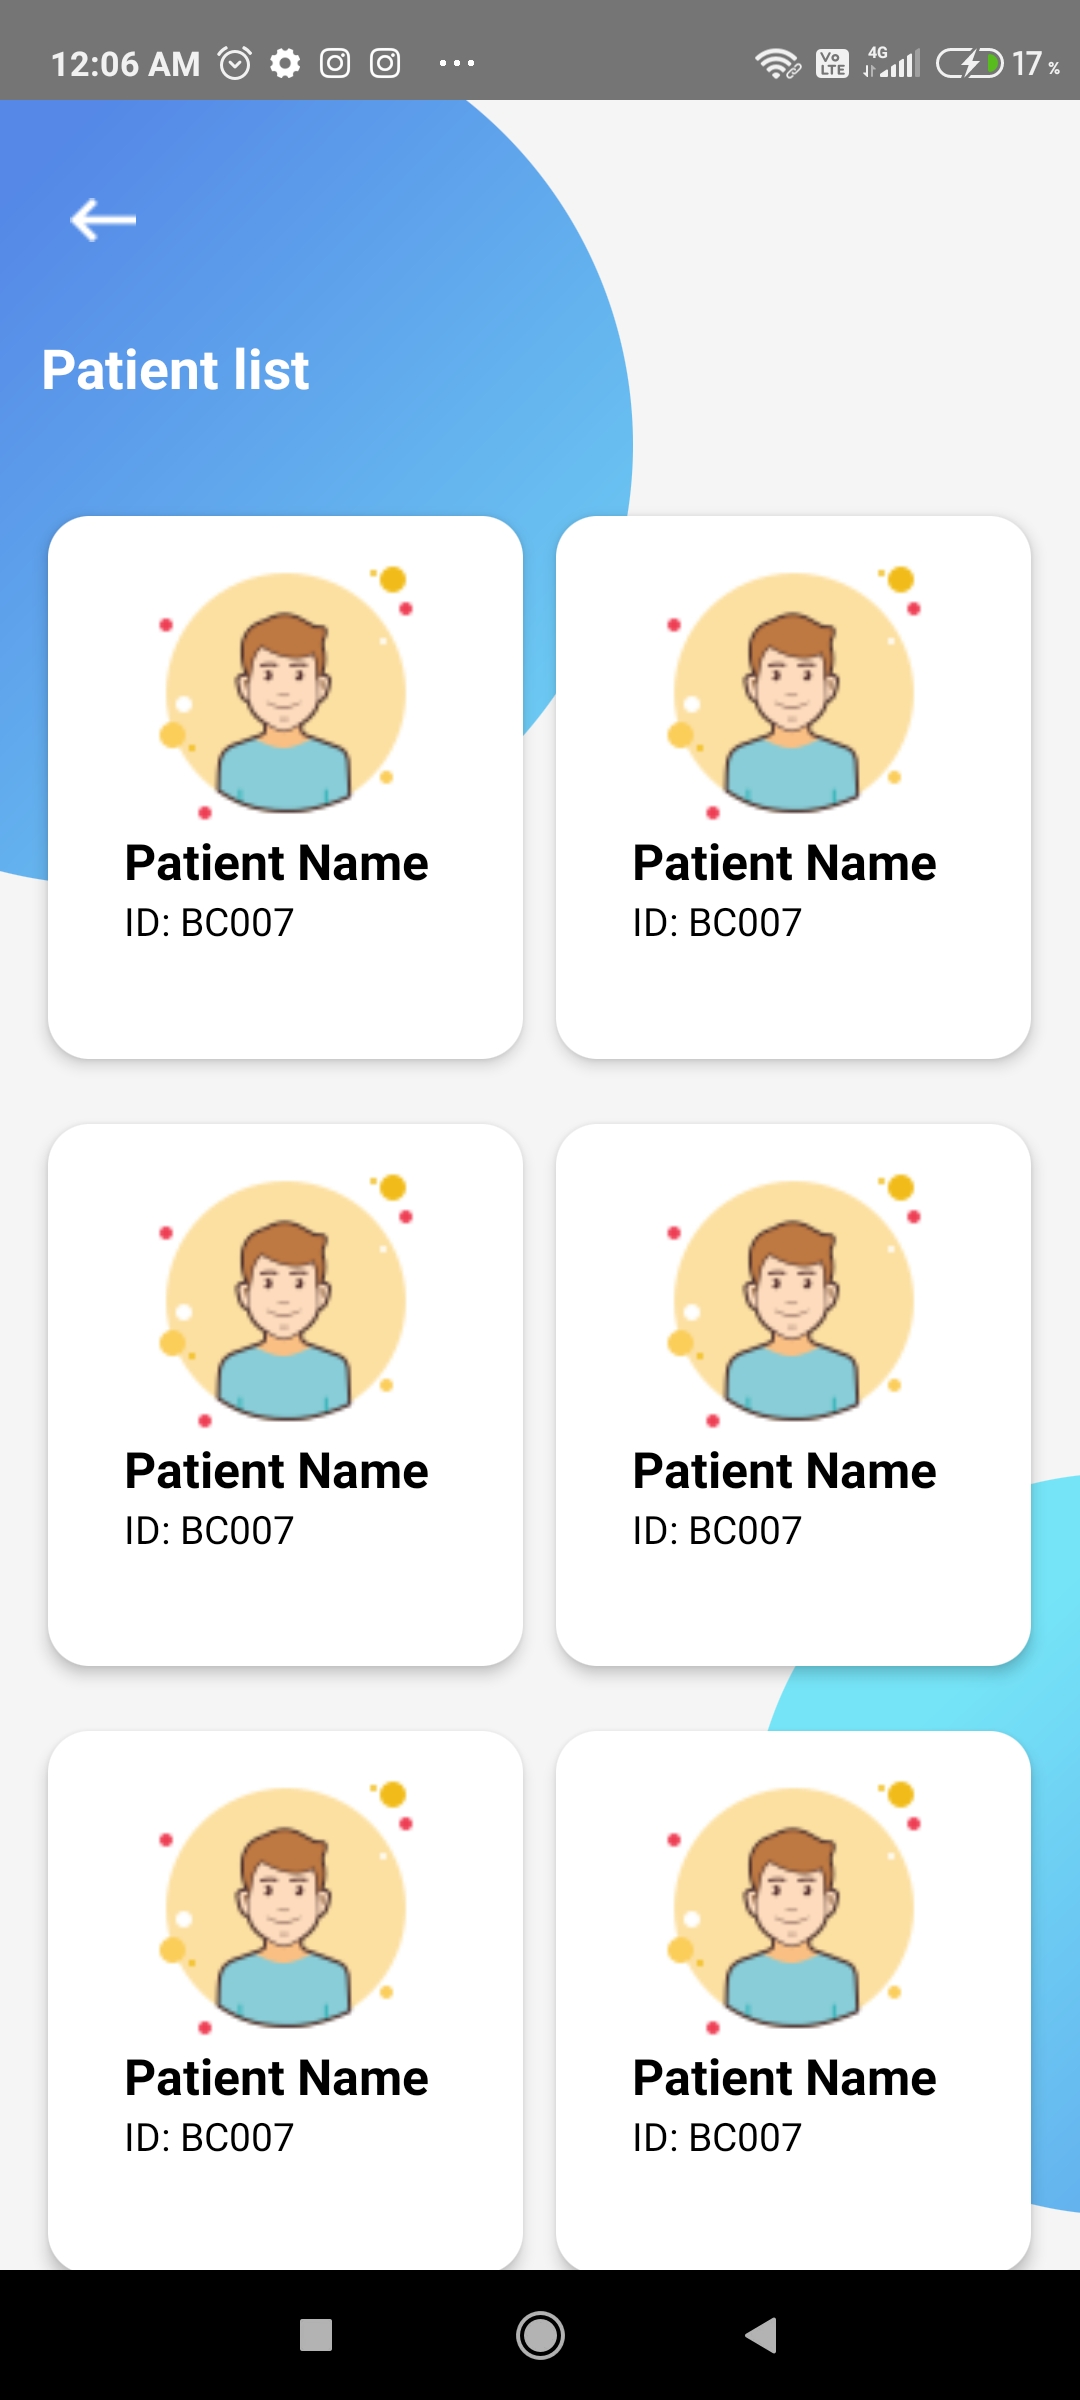 12:06 AM ... Vo LTE 4G 17 %
Patient list
Patient Name Patient Name
ID: BC007 ID: BC007
Patient Name Patient Name
ID: BC007 ID: BC007
Patient Name Patient Name
ID: BC007 ID: BC007